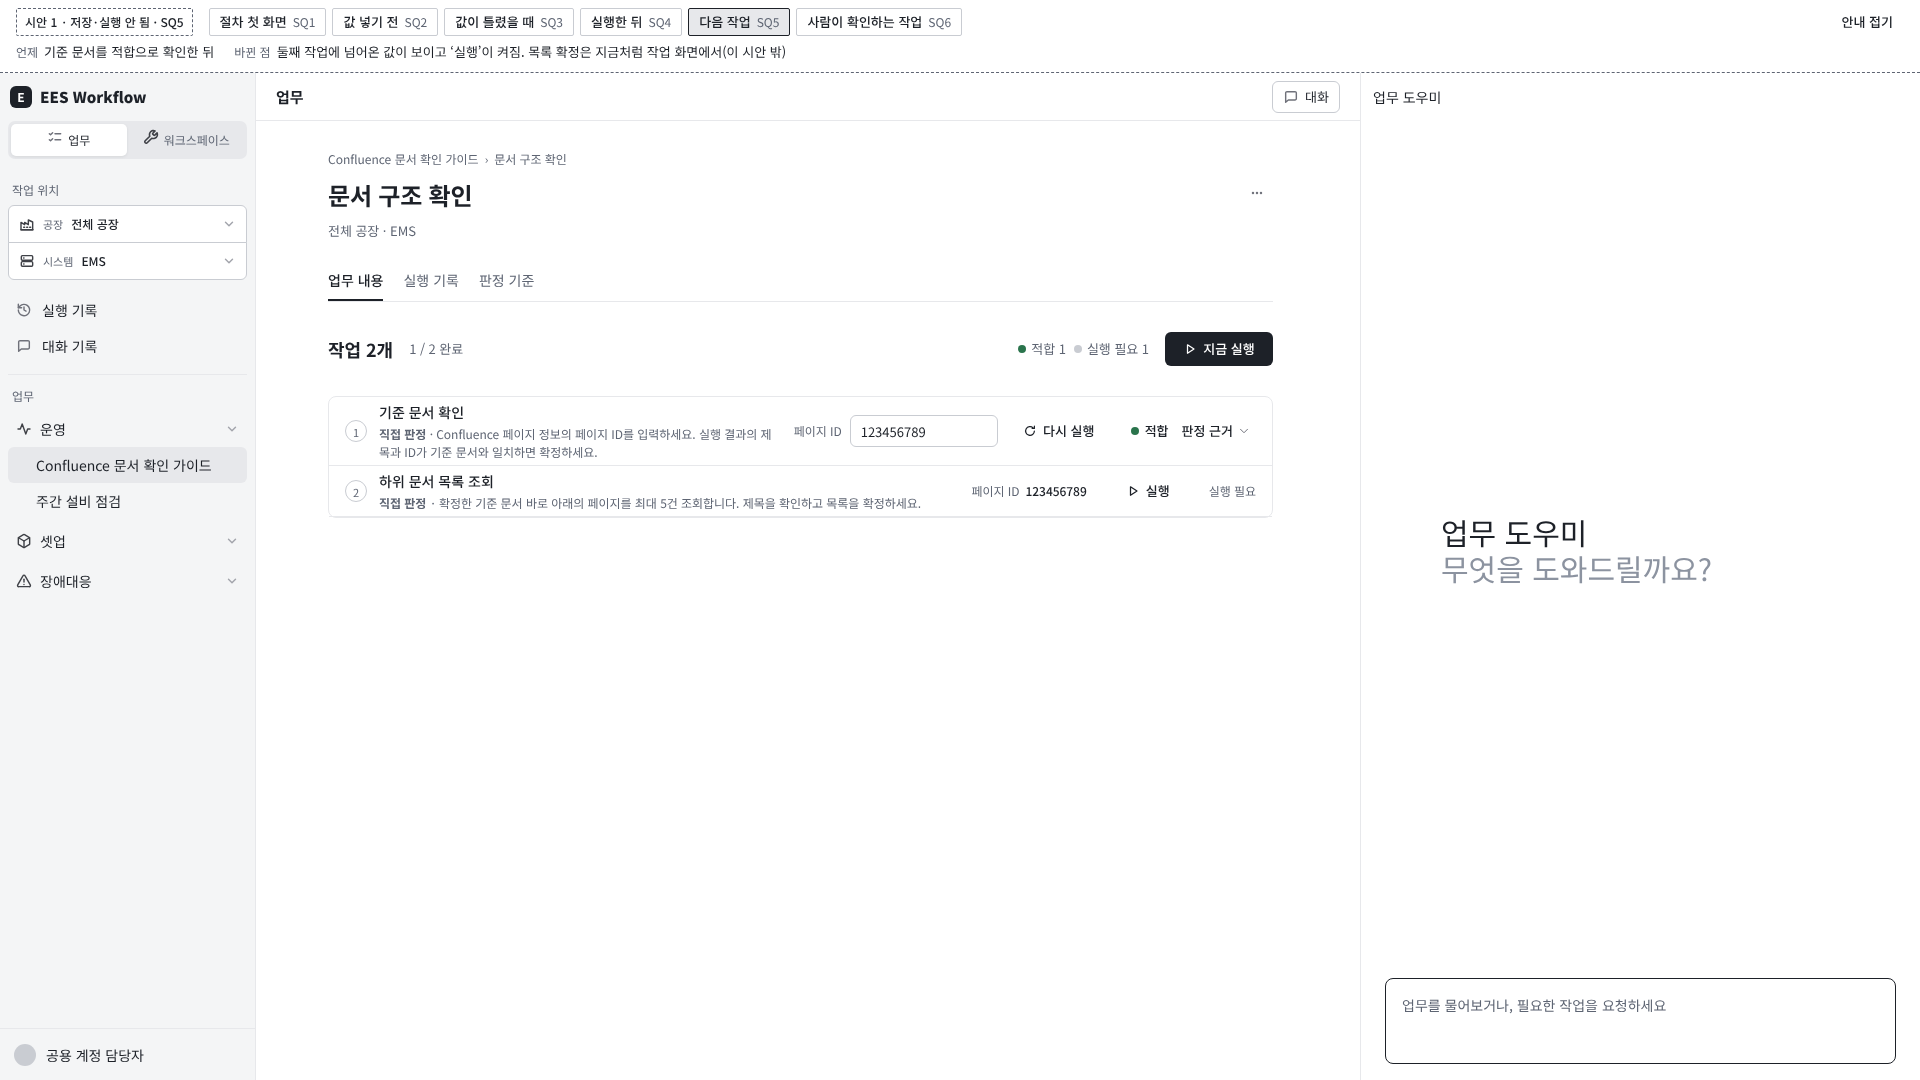 시안 1 · 저장·실행 안 됨 · SQ5
절차 첫 화면 SQ1
값 넣기 전 SQ2
값이 틀렸을 때 SQ3
실행한 뒤 SQ4
다음 작업 SQ5
사람이 확인하는 작업 SQ6
안내 접기
언제 기준 문서를 적합으로 확인한 뒤 바뀐 점 둘째 작업에 넘어온 값이 보이고 ‘실행’이 켜짐. 목록 확정은 지금처럼 작업 화면에서(이 시안 밖)
E EES Workflow
업무
워크스페이스
작업 위치
공장 전체 공장
시스템 EMS
실행 기록
대화 기록
업무
운영
Confluence 문서 확인 가이드
주간 설비 점검
셋업
장애대응
공용 계정 담당자
업무
대화
Confluence 문서 확인 가이드 › 문서 구조 확인
문서 구조 확인
...
전체 공장 · EMS
업무 내용
실행 기록
판정 기준
작업 2개 1 / 2 완료
적합 1 실행 필요 1
지금 실행
1
기준 문서 확인
직접 판정 · Confluence 페이지 정보의 페이지 ID를 입력하세요. 실행 결과의 제
목과 ID가 기준 문서와 일치하면 확정하세요.
페이지 ID 123456789
다시 실행
적합 판정 근거
2
하위 문서 목록 조회
직접 판정 · 확정한 기준 문서 바로 아래의 페이지를 최대 5건 조회합니다. 제목을 확인하고 목록을 확정하세요.
페이지 ID 123456789
실행
실행 필요
업무 도우미
업무 도우미
무엇을 도와드릴까요?
업무를 물어보거나, 필요한 작업을 요청하세요